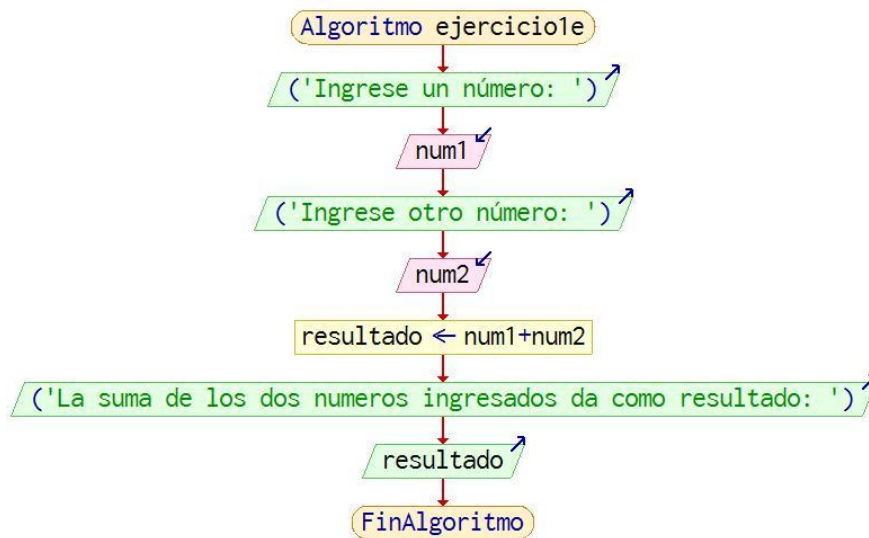 Algoritmo ejercicio1e
('Ingrese un número: ')
num1
('Ingrese otro número: ')
num2
resultado ← num1+num2
('La suma de los dos numeros ingresados da como resultado: ')
resultado
FinAlgoritmo